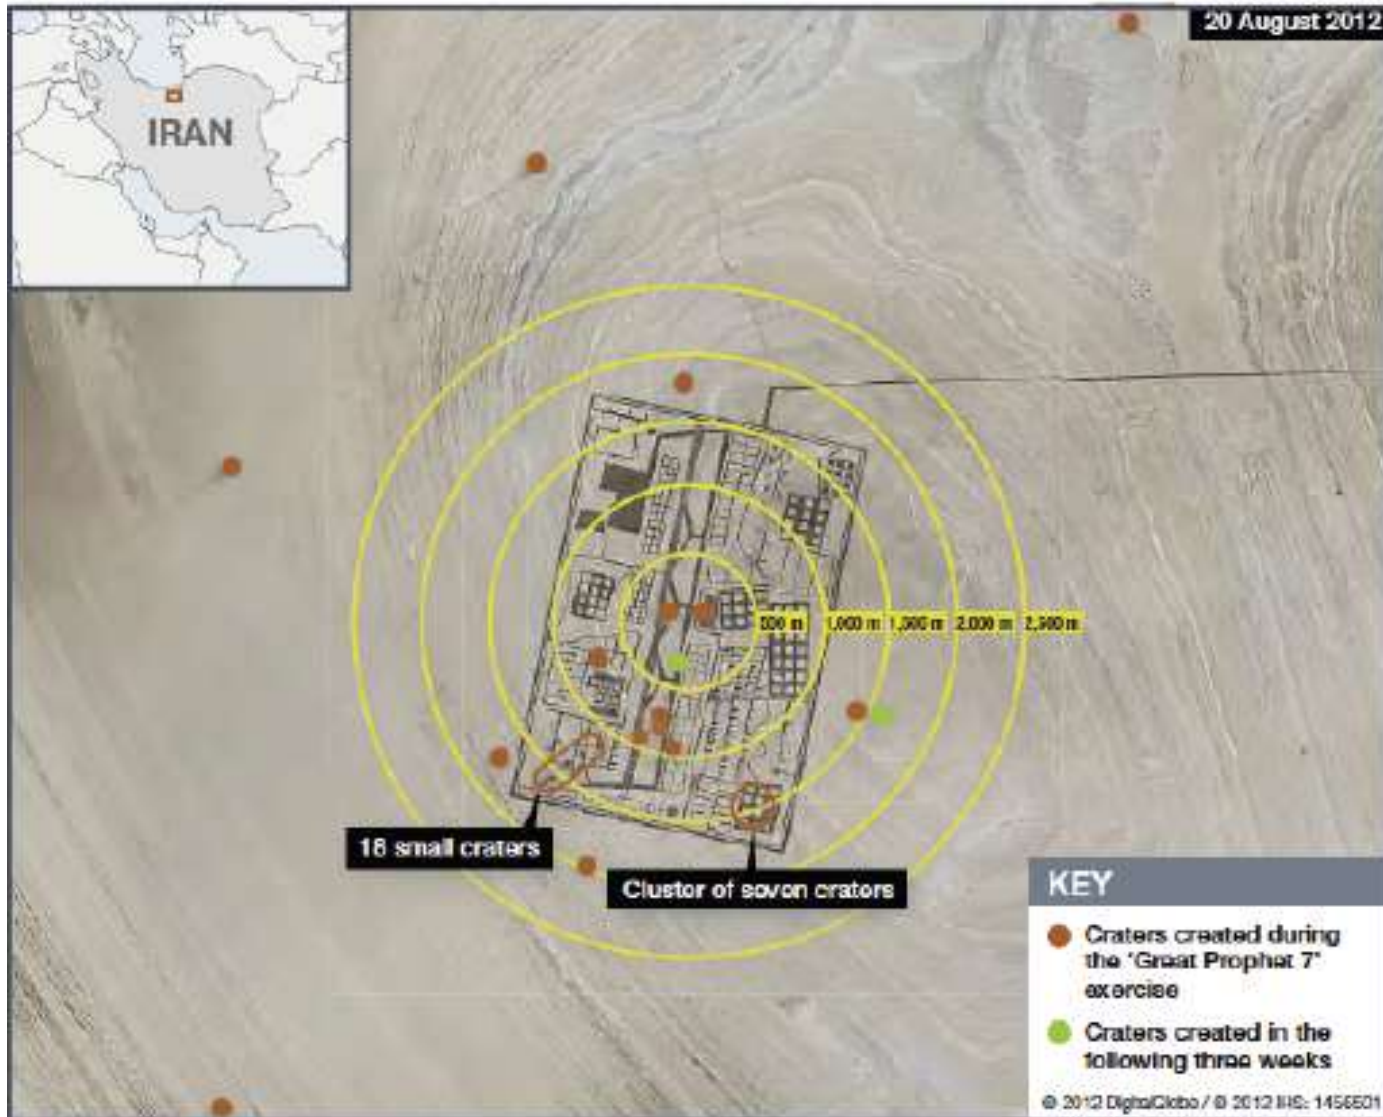 20 August 2012
IRAN
500 m
1,000 m
1,500 m
2,000 m
2,500 m
18 small craters
Cluster of seven craters
KEY
Craters created during
the 'Great Prophet 7'
exercise
Craters created in the
following three weeks
© 2012 DigitalGlobe / © 2012 IHS: